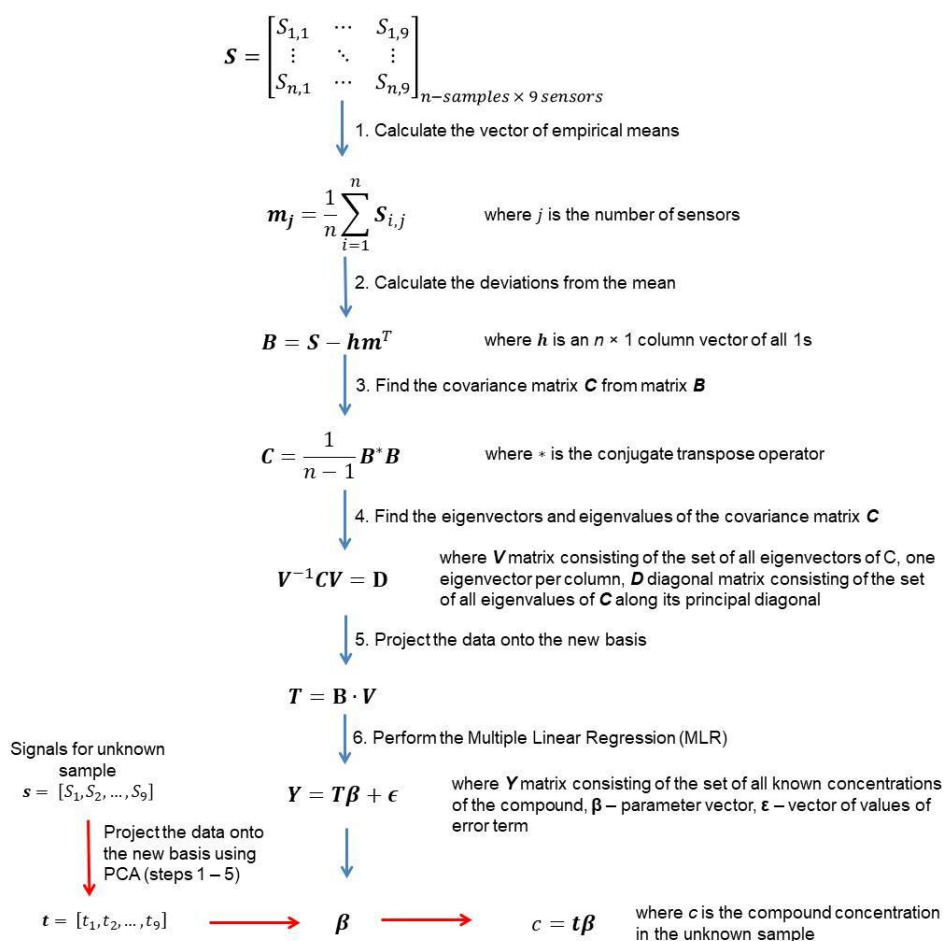 S = [S₁,₁ ⋯ S₁,₉
⋮ ⋱ ⋮
Sₙ,₁ ⋯ Sₙ,₉] n−samples × 9 sensors
1. Calculate the vector of empirical means
mⱼ = 1/n ∑ᵢ₌₁ⁿ Sᵢ,ⱼ where j is the number of sensors
2. Calculate the deviations from the mean
B = S − hmᵀ where h is an n × 1 column vector of all 1s
3. Find the covariance matrix C from matrix B
C = 1/(n − 1) B*B where * is the conjugate transpose operator
4. Find the eigenvectors and eigenvalues of the covariance matrix C
where V matrix consisting of the set of all eigenvectors of C, one
V⁻¹CV = D eigenvector per column, D diagonal matrix consisting of the set
of all eigenvalues of C along its principal diagonal
5. Project the data onto the new basis
T = B · V
6. Perform the Multiple Linear Regression (MLR)
Signals for unknown
sample
s = [S₁,S₂,…,S₉]
Y = Tβ + ϵ where Y matrix consisting of the set of all known concentrations
of the compound, β – parameter vector, ε – vector of values of
error term
Project the data onto
the new basis using
PCA (steps 1 – 5)
t = [t₁,t₂,…,t₉] β c = tβ where c is the compound concentration
in the unknown sample